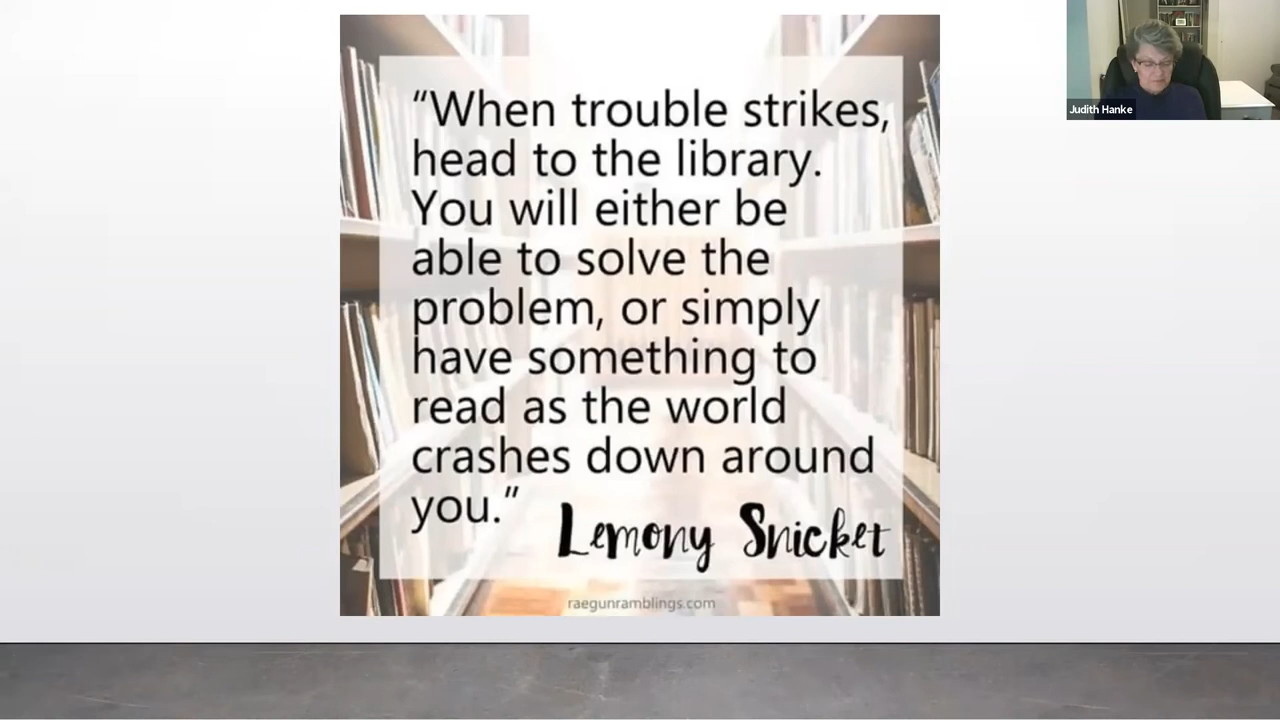 “When trouble strikes,
head to the library.
You will either be
able to solve the
problem, or simply
have something to
read as the world
crashes down around
you.”
Lemony Snicket
raegunramblings.com
Judith Hanke